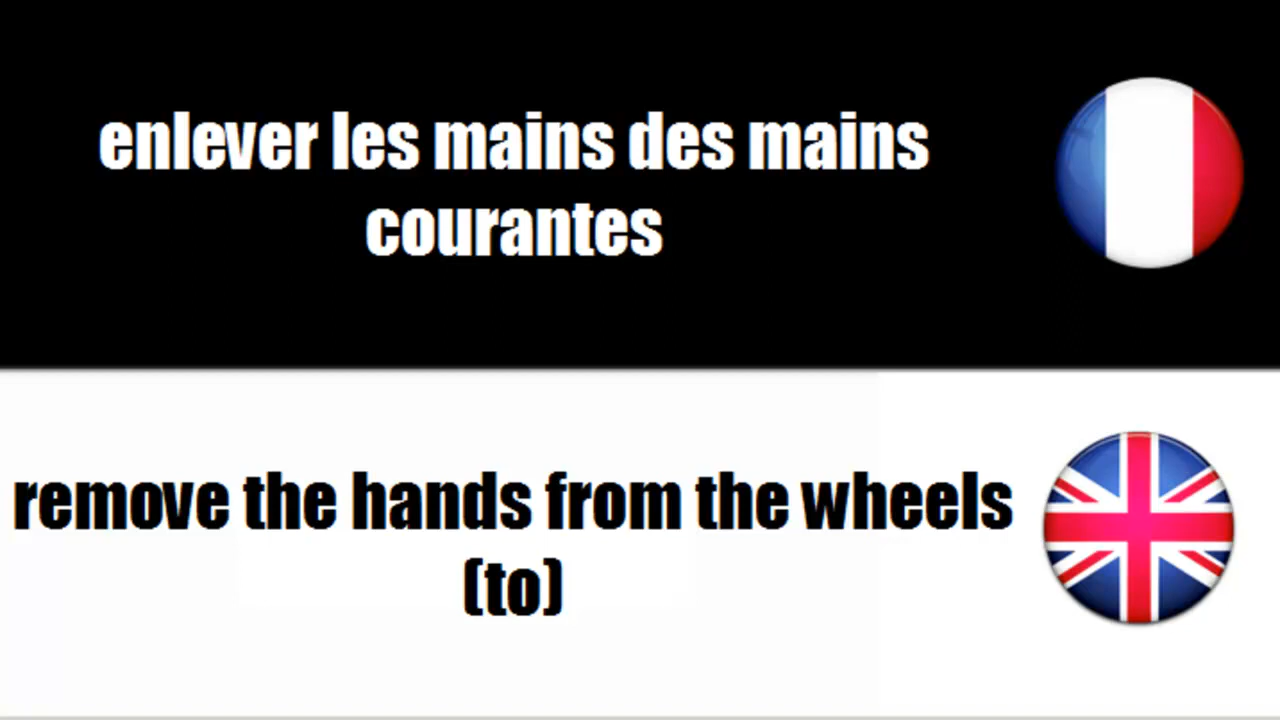 enlever les mains des mains
courantes
remove the hands from the wheels
(to)